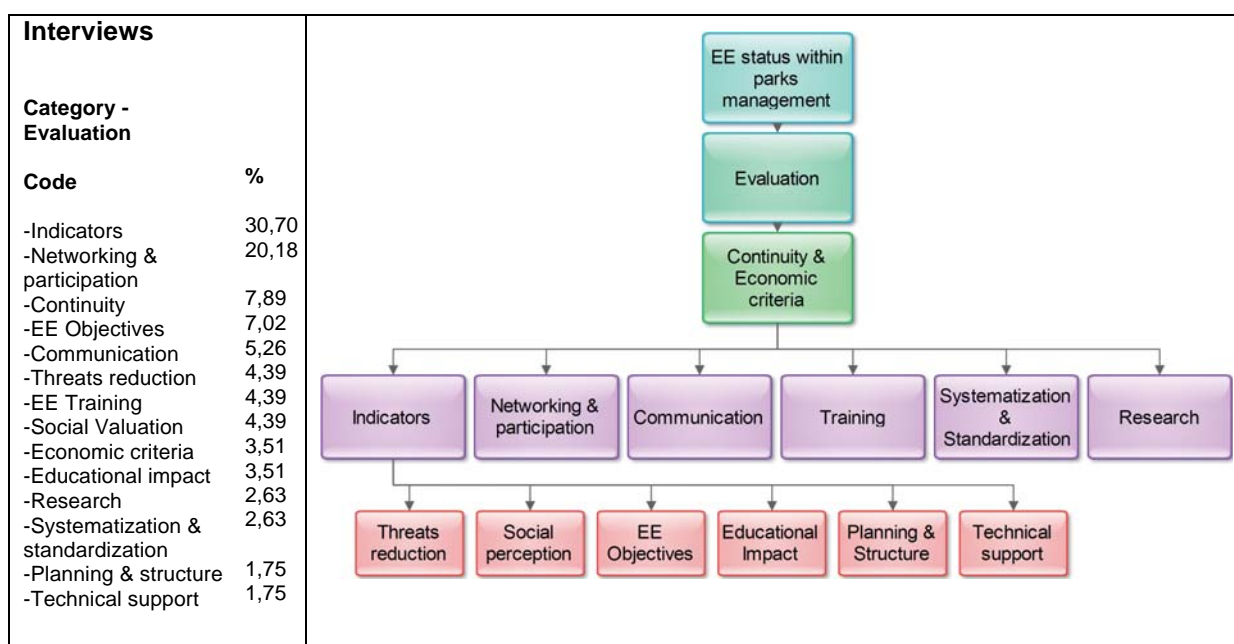 Interviews
Category -
Evaluation
Code %
-Indicators 30,70
-Networking & 20,18
participation
-Continuity 7,89
-EE Objectives 7,02
-Communication 5,26
-Threats reduction 4,39
-EE Training 4,39
-Social Valuation 4,39
-Economic criteria 3,51
-Educational impact 3,51
-Research 2,63
-Systematization & 2,63
standardization
-Planning & structure 1,75
-Technical support 1,75
EE status within
parks
management
Evaluation
Continuity &
Economic
criteria
Indicators
Networking &
participation
Communication
Training
Systematization
&
Standardization
Research
Threats
reduction
Social
perception
EE
Objectives
Educational
Impact
Planning &
Structure
Technical
support